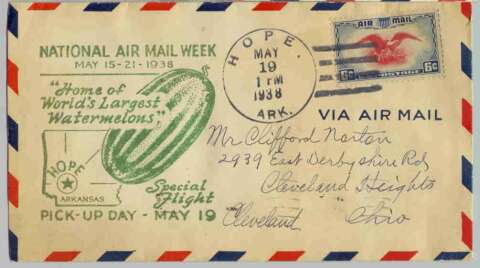 NATIONAL AIR MAIL WEEK
MAY 15-21-1938
"Home of
World's Largest
Watermelons,"
HOPE
ARKANSAS
Special
Flight
PICK-UP DAY - MAY 19
HOPE,
MAY
19
1 PM
1938
ARK.
AIR MAIL
POSTAGE
6¢ 6¢
VIA AIR MAIL
Mr Clifford Norton
2939 East Derbyshire Rd
Cleveland Heights
Cleveland Ohio